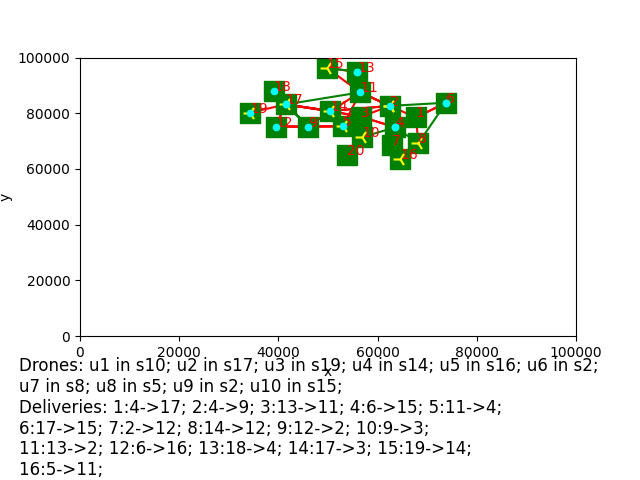 100000
80000
60000
40000
20000
0
y
0 20000 40000 60000 80000 100000
x
Drones: u1 in s10; u2 in s17; u3 in s19; u4 in s14; u5 in s16; u6 in s2;
u7 in s8; u8 in s5; u9 in s2; u10 in s15;
Deliveries: 1:4->17; 2:4->9; 3:13->11; 4:6->15; 5:11->4;
6:17->15; 7:2->12; 8:14->12; 9:12->2; 10:9->3;
11:13->2; 12:6->16; 13:18->4; 14:17->3; 15:19->14;
16:5->11;